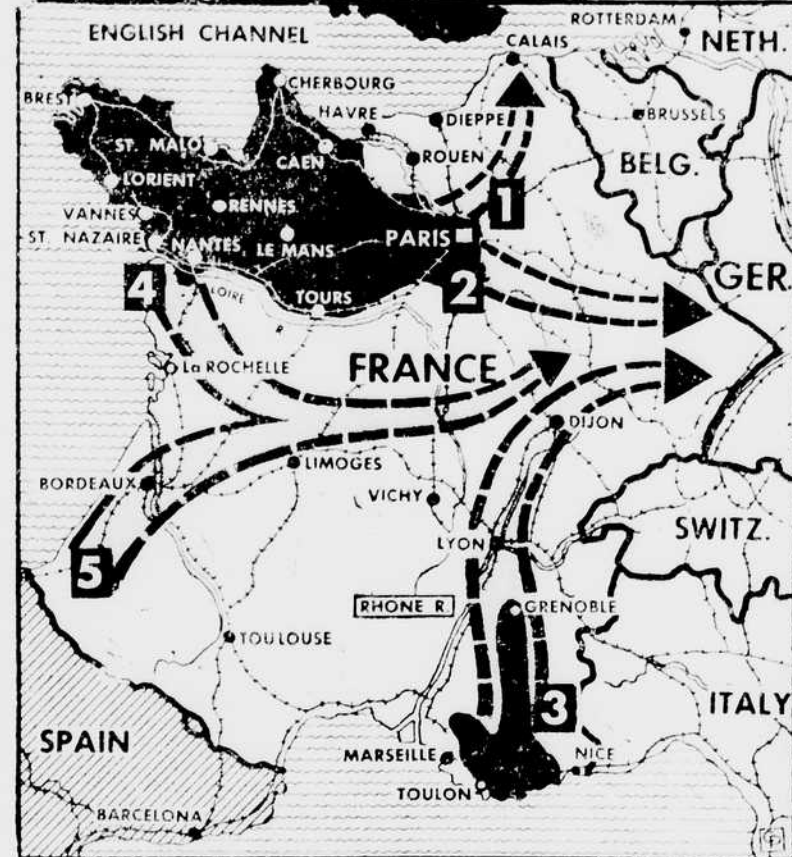 ROTTERDAM
ENGLISH CHANNEL
NETH.
CALAIS
CHERBOURG
BREST
HAVRE
DIEPPE
BRUSSELS
ST. MALO
CAEN
ROUEN
BELG.
LORIENT
1
RENNES
VANNES
ST. NAZAIRE
NANTES
LE MANS
PARIS
GER.
4
2
LOIRE
R
TOURS
La ROCHELLE
FRANCE
DIJON
LIMOGES
BORDEAUX
VICHY
SWITZ.
LYON
5
RHONE R.
GRENOBLE
TOULOUSE
3
ITALY
SPAIN
MARSEILLE
NICE
TOULON
BARCELONA